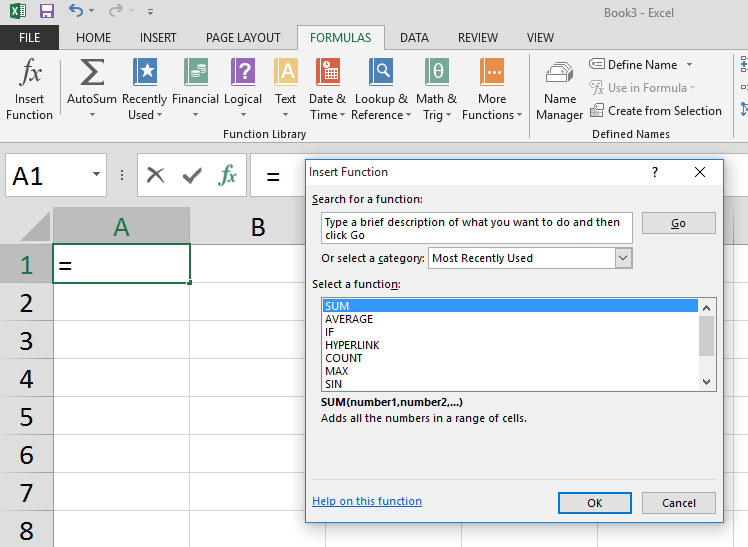 Book3 - Excel
FILE HOME INSERT PAGE LAYOUT FORMULAS DATA REVIEW VIEW
fx Insert Function
Σ AutoSum
Recently Used
Financial
Logical
Text
Date & Time
Lookup & Reference
Math & Trig
More Functions
Function Library
Name Manager
Define Name
Use in Formula
Create from Selection
Defined Names
A1 fx =
A B
1 =
2
3
4
5
6
7
8
Insert Function ?
Search for a function:
Type a brief description of what you want to do and then
click Go
Go
Or select a category: Most Recently Used
Select a function:
SUM
AVERAGE
IF
HYPERLINK
COUNT
MAX
SIN
SUM(number1,number2,...)
Adds all the numbers in a range of cells.
Help on this function
OK Cancel